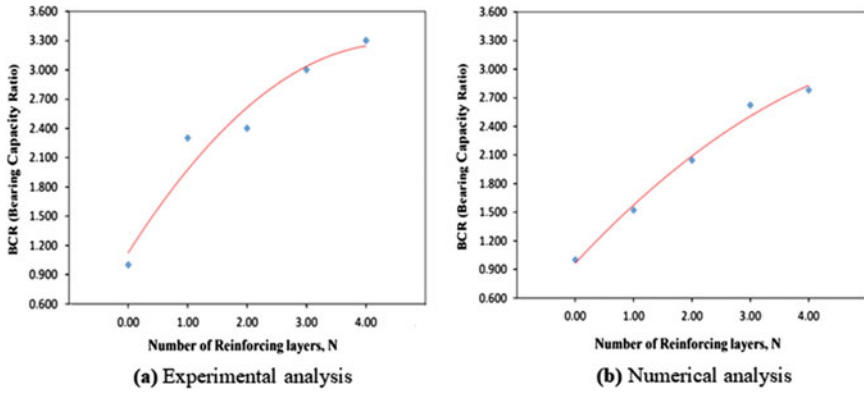 3.600
3.300
3.000
2.700
2.400
2.100
1.800
1.500
1.200
0.900
0.600
BCR (Bearing Capacity Ratio)
0.00 1.00 2.00 3.00 4.00
Number of Reinforcing layers, N
(a) Experimental analysis
3.600
3.300
3.000
2.700
2.400
2.100
1.800
1.500
1.200
0.900
0.600
BCR (Bearing Capacity Ratio)
0.00 1.00 2.00 3.00 4.00
Number of Reinforcing layers, N
(b) Numerical analysis